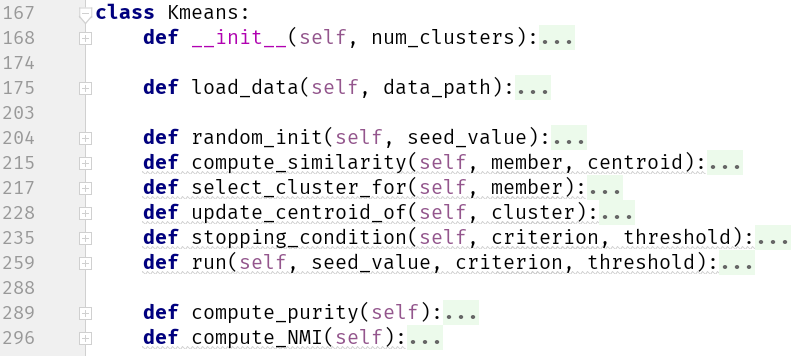 167 class Kmeans:
168     def __init__(self, num_clusters):...
174
175     def load_data(self, data_path):...
203
204     def random_init(self, seed_value):...
215     def compute_similarity(self, member, centroid):...
217     def select_cluster_for(self, member):...
228     def update_centroid_of(self, cluster):...
235     def stopping_condition(self, criterion, threshold):...
259     def run(self, seed_value, criterion, threshold):...
288
289     def compute_purity(self):...
296     def compute_NMI(self):...